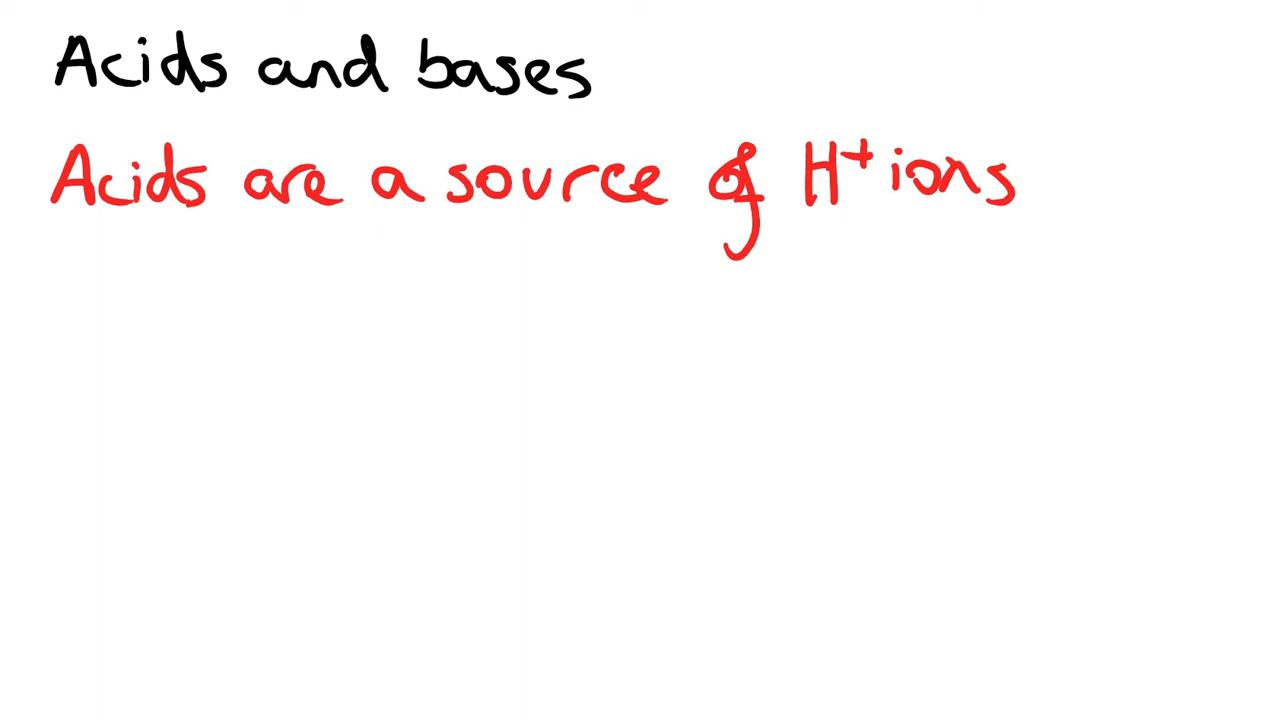 Acids and bases
Acids are a source of H⁺ ions